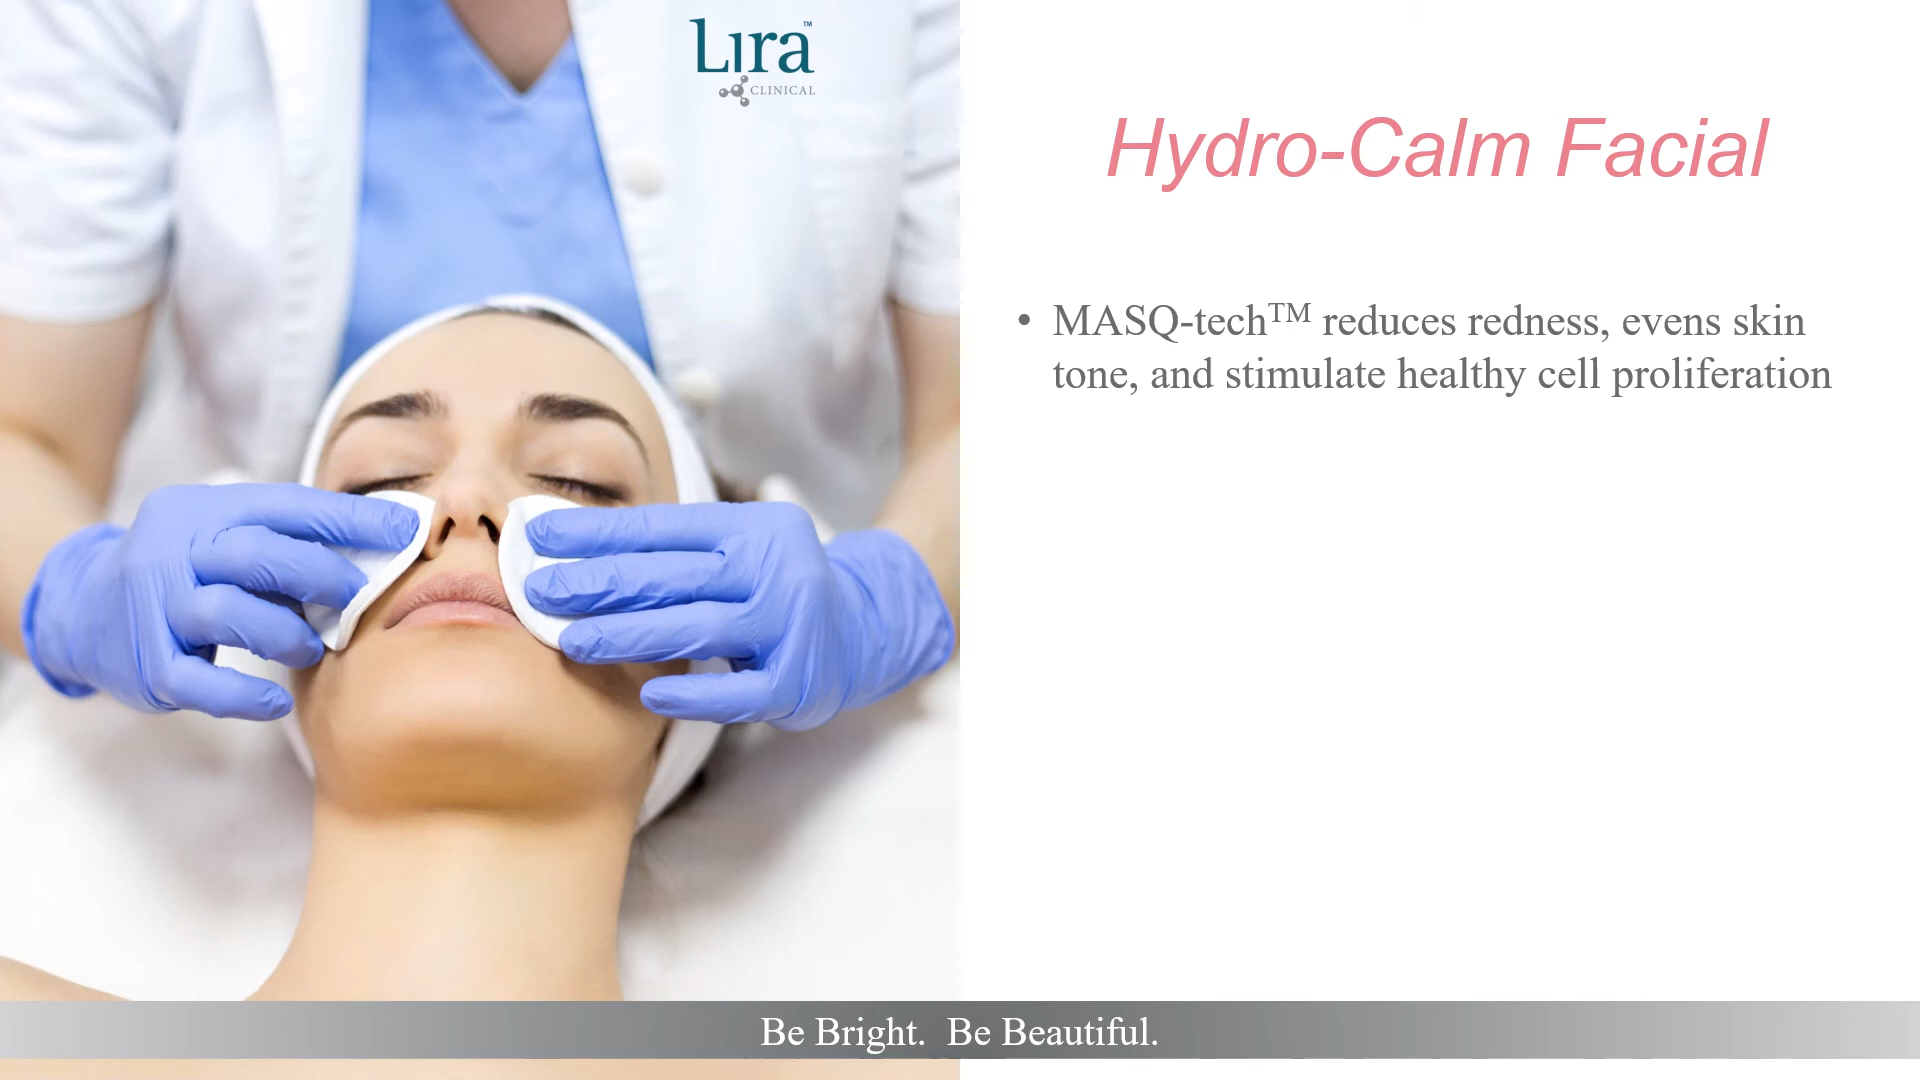 Lira™
CLINICAL
Hydro-Calm Facial
• MASQ-tech™ reduces redness, evens skin
tone, and stimulate healthy cell proliferation
Be Bright.  Be Beautiful.